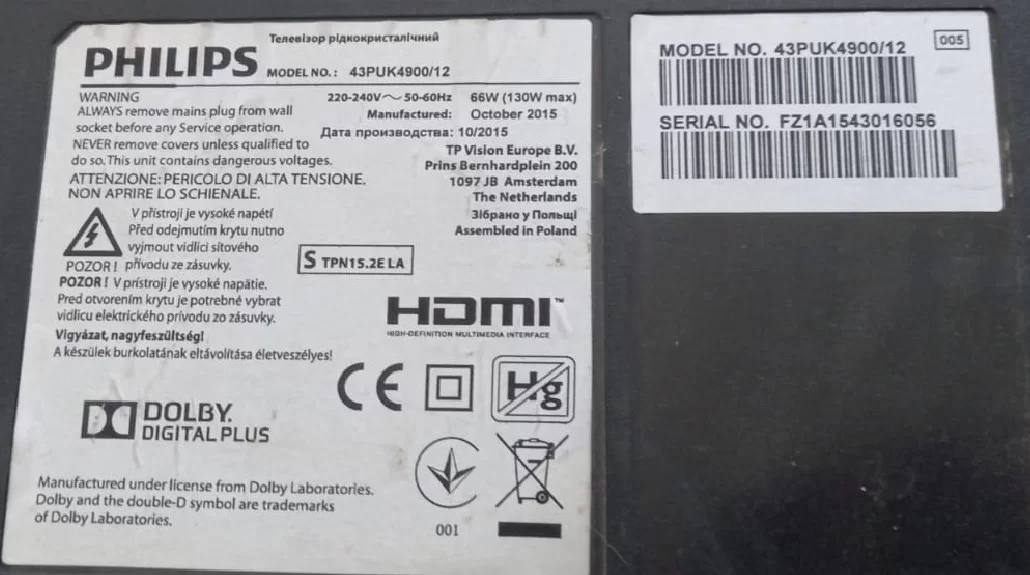 Телевізор рідкокристалічний
PHILIPS MODEL NO.: 43PUK4900/12
WARNING
ALWAYS remove mains plug from wall
socket before any Service operation.
NEVER remove covers unless qualified to
do so. This unit contains dangerous voltages.
ATTENZIONE: PERICOLO DI ALTA TENSIONE.
NON APRIRE LO SCHIENALE.
220-240V~ 50-60Hz 66W (130W max)
Manufactured: October 2015
Дата производства: 10/2015
TP Vision Europe B.V.
Prins Bernhardplein 200
1097 JB Amsterdam
The Netherlands
Зібрано у Польщі
Assembled in Poland
V přístroji je vysoké napětí
Před odejmutím krytu nutno
vyjmout vidlici síťového
POZOR! přívodu ze zásuvky.
POZOR! V prístroji je vysoké napätie.
Pred otvorením krytu je potrebné vybrat
vidlicu elektrického prívodu zo zásuvky.
Vigyázat, nagyfeszültség!
A készülek burkolatának eltávolítása életveszélyes!
S TPN15.2E LA
HDMI™
HIGH-DEFINITION MULTIMEDIA INTERFACE
CE
Hg
DOLBY.
DIGITAL PLUS
Manufactured under license from Dolby Laboratories.
Dolby and the double-D symbol are trademarks
of Dolby Laboratories.
001
MODEL NO. 43PUK4900/12
005
SERIAL NO. FZ1A1543016056